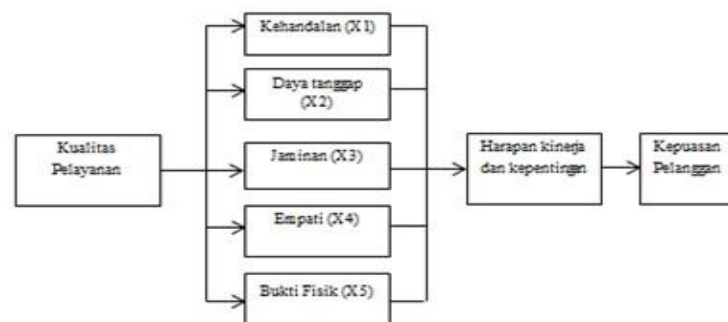 Kehandalan (X1)
Daya tanggap
(X2)
Kualitas
Pelayanan
Jaminan (X3)
Harapan kinerja
dan kepentingan
Kepuasan
Pelanggan
Empati (X4)
Bukti Fisik (X5)